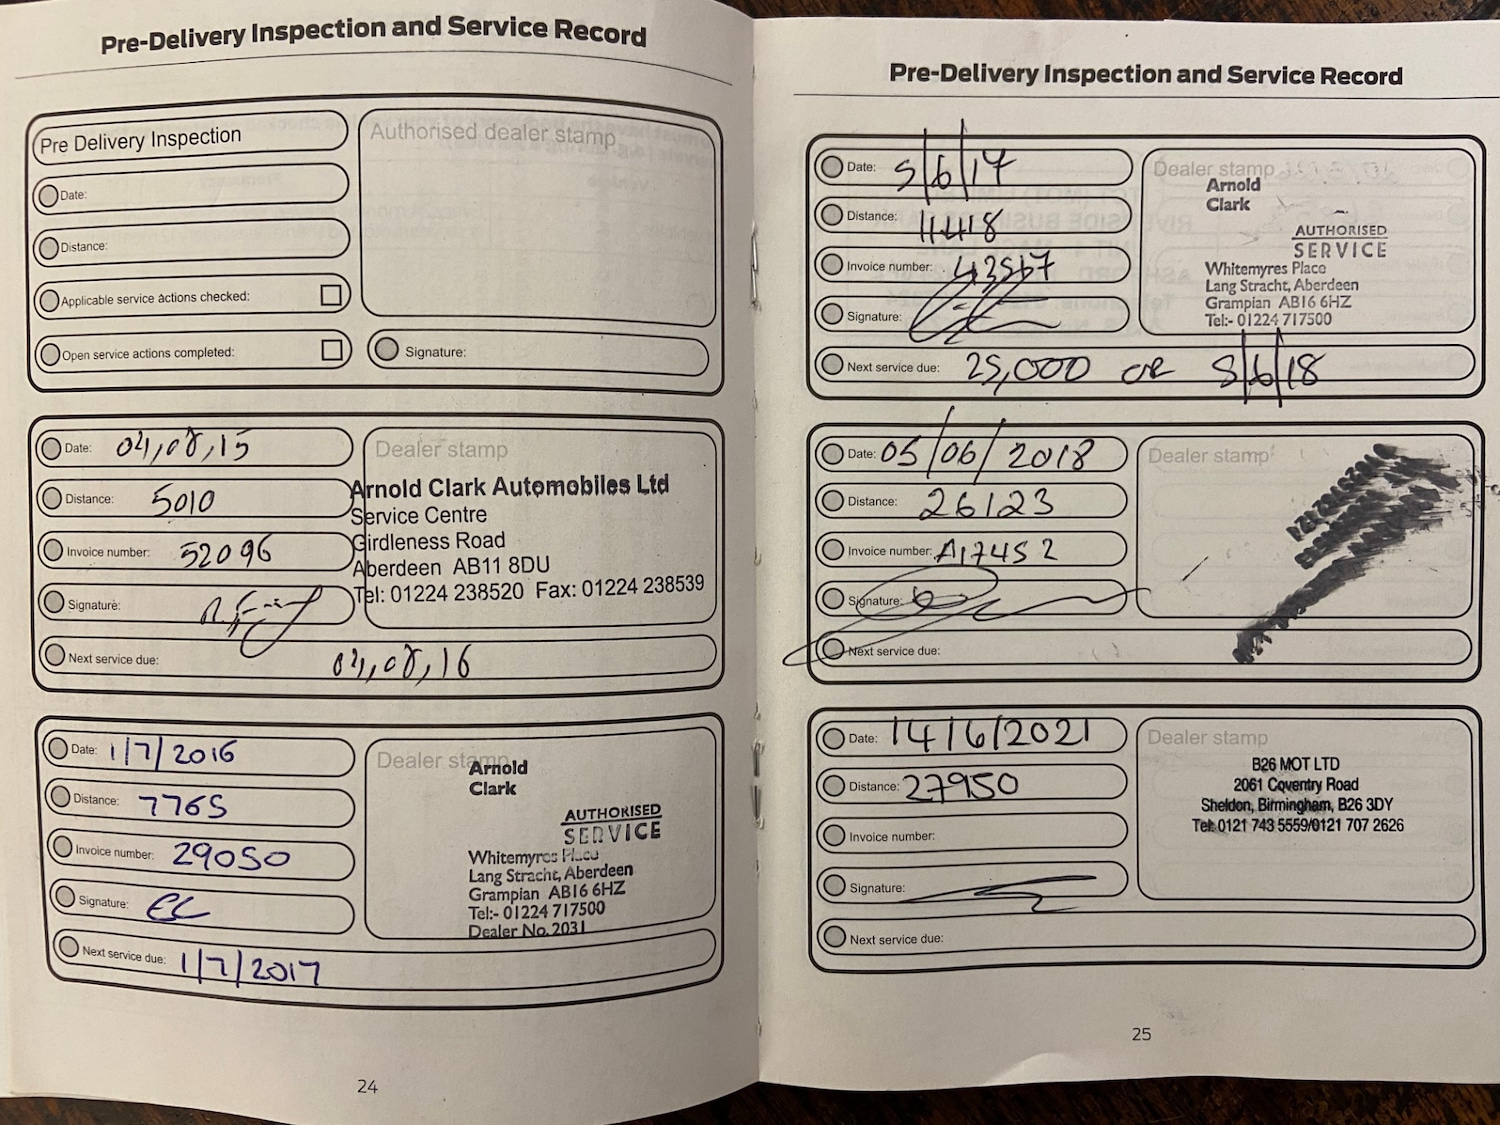 Pre-Delivery Inspection and Service Record
Pre Delivery Inspection
Date:
Distance:
Applicable service actions checked:
Open service actions completed:
Authorised dealer stamp
Signature:
Date: 04,08,15
Distance: 5010
Invoice number: 52096
Signature:
Next service due: 04,08,16
Dealer stamp
Arnold Clark Automobiles Ltd
Service Centre
Girdleness Road
Aberdeen AB11 8DU
Tel: 01224 238520 Fax: 01224 238539
Date: 1/7/2016
Distance: 7765
Invoice number: 29050
Signature: EC
Next service due: 1/7/2017
Dealer stamp
Arnold
Clark
AUTHORISED
SERVICE
Whitemyres Place
Lang Stracht, Aberdeen
Grampian AB16 6HZ
Tel:- 01224 717500
Dealer No. 2031
24
Pre-Delivery Inspection and Service Record
Date: 5/6/17
Distance: 11418
Invoice number: 43567
Signature:
Next service due: 25,000 OR 5/6/18
Dealer stamp
Arnold
Clark
AUTHORISED
SERVICE
Whitemyres Place
Lang Stracht, Aberdeen
Grampian AB16 6HZ
Tel:- 01224 717500
Date: 05/06/2018
Distance: 26123
Invoice number: A17452
Signature:
Next service due:
Dealer stamp
Date: 14/6/2021
Distance: 27950
Invoice number:
Signature:
Next service due:
Dealer stamp
B26 MOT LTD
2061 Coventry Road
Sheldon, Birmingham, B26 3DY
Tel: 0121 743 5559/0121 707 2626
25